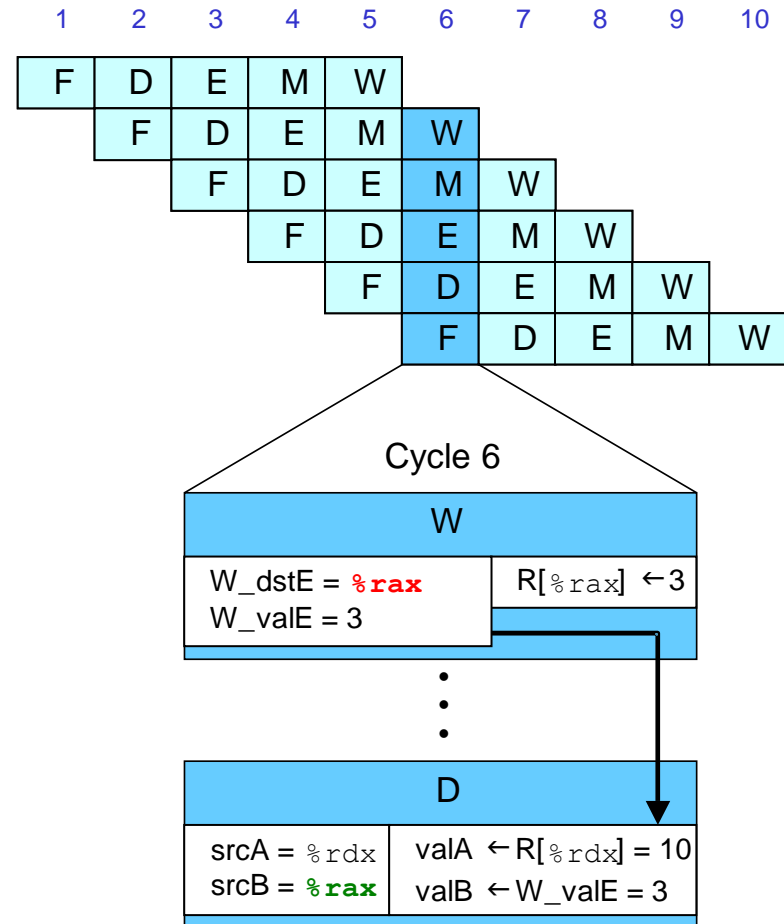 1 2 3 4 5 6 7 8 9 10
F D E M W
F D E M W
F D E M W
F D E M W
F D E M W
F D E M W
Cycle 6
W
W_dstE = %rax R[%rax] ←3
W_valE = 3
D
srcA = %rdx valA ←R[%rdx] = 10
srcB = %rax valB ←W_valE = 3